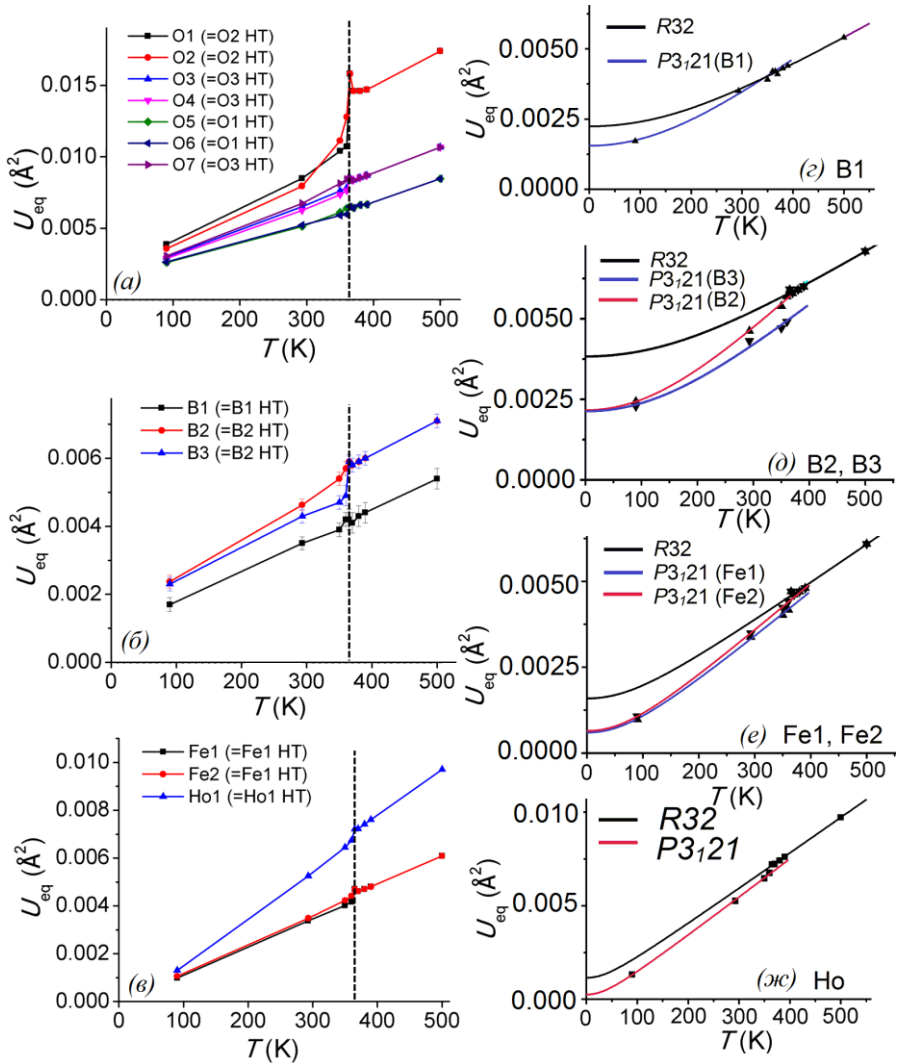 O1 (=O2 HT)
O2 (=O2 HT)
O3 (=O3 HT)
O4 (=O3 HT)
O5 (=O1 HT)
O6 (=O1 HT)
O7 (=O3 HT)
0.015
0.010
0.005
0.000
U_eq (Å²)
(а)
0 100 200 300 400 500
T (K)
B1 (=B1 HT)
B2 (=B2 HT)
B3 (=B2 HT)
0.006
0.004
0.002
0.000
U_eq (Å²)
(б)
0 100 200 300 400 500
T (K)
Fe1 (=Fe1 HT)
Fe2 (=Fe1 HT)
Ho1 (=Ho1 HT)
0.010
0.008
0.006
0.004
0.002
0.000
U_eq (Å²)
(в)
0 100 200 300 400 500
T (K)
R32
P3₁21(B1)
0.0050
0.0025
0.0000
U_eq (Å²)
(г) B1
0 100 200 300 400 500
T (K)
R32
P3₁21(B3)
P3₁21(B2)
0.0050
0.0025
0.0000
U_eq (Å²)
(д) B2, B3
0 100 200 300 400 500
T (K)
R32
P3₁21 (Fe1)
P3₁21 (Fe2)
0.0050
0.0025
0.0000
U_eq (Å²)
(е) Fe1, Fe2
0 100 200 300 400 500
T (K)
R32
P3₁21
0.010
0.005
0.000
U_eq (Å²)
(ж) Ho
0 100 200 300 400 500
T (K)